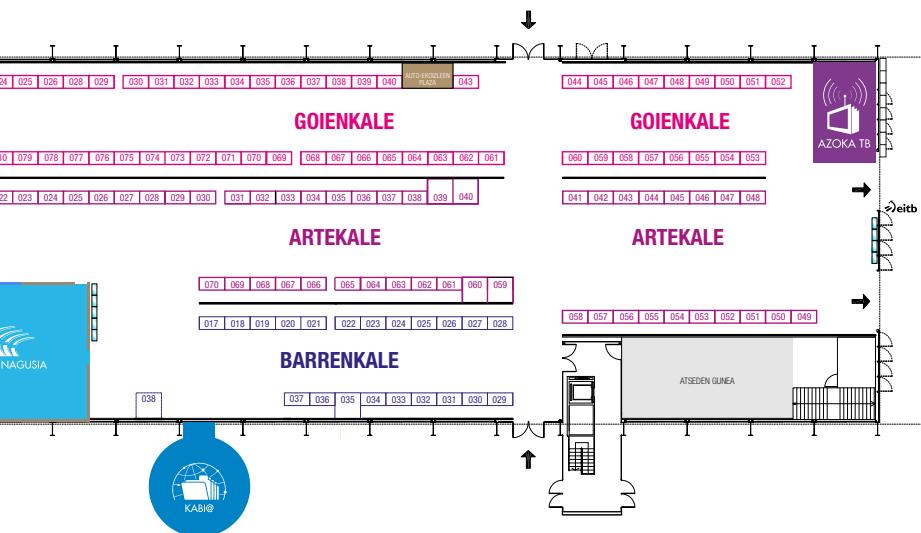 24 025 026 028 029 030 031 032 033 034 035 036 037 038 039 040
AUTO-EKOIZLEEN
PLAZA
043
044 045 046 047 048 049 050 051 052
AZOKA TB
GOIENKALE
GOIENKALE
079 078 077 076 075 074 073 072 071 070 069 068 067 066 065 064 063 062 061
060 059 058 057 056 055 054 053
22 023 024 025 026 027 028 029 030 031 032 033 034 035 036 037 038 039 040
041 042 043 044 045 046 047 048
eitb
ARTEKALE
ARTEKALE
070 069 068 067 066 065 064 063 062 061 060 059
058 057 056 055 054 053 052 051 050 049
017 018 019 020 021 022 023 024 025 026 027 028
BARRENKALE
NAGUSIA
ATSEDEN GUNEA
038
037 036 035 034 033 032 031 030 029
KABI@